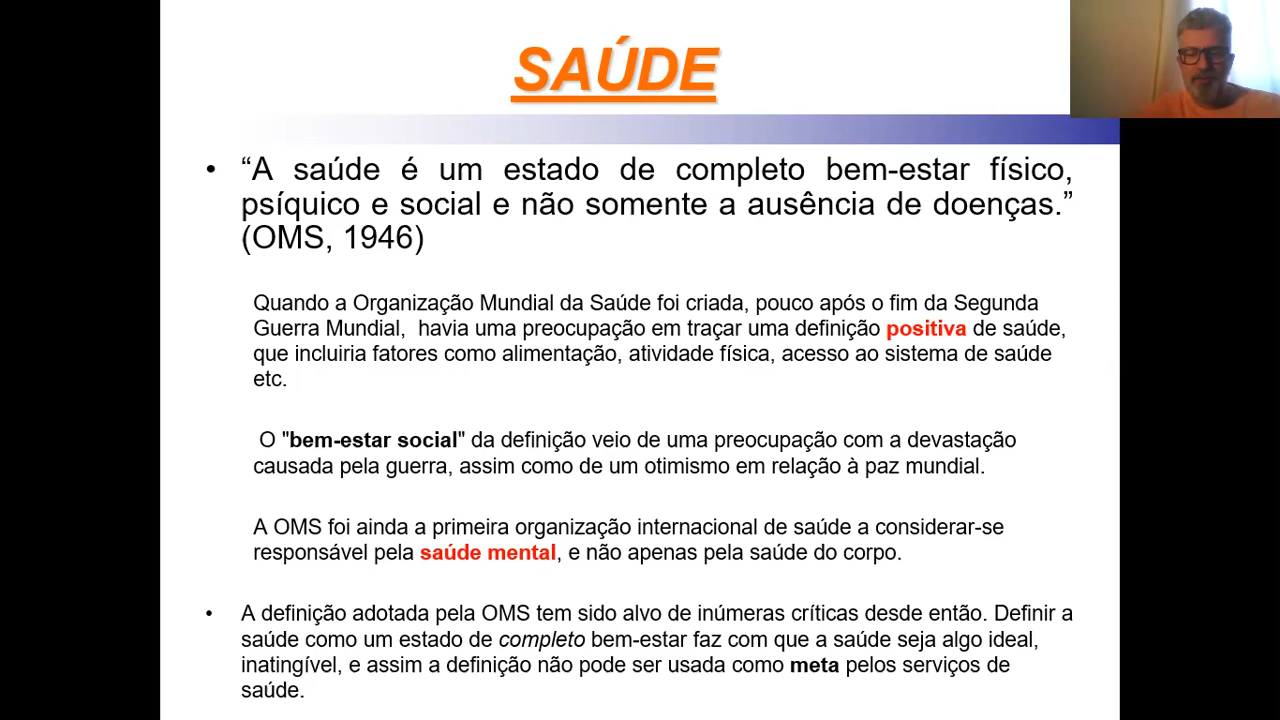 SAÚDE
• “A saúde é um estado de completo bem-estar físico,
psíquico e social e não somente a ausência de doenças.”
(OMS, 1946)
Quando a Organização Mundial da Saúde foi criada, pouco após o fim da Segunda
Guerra Mundial, havia uma preocupação em traçar uma definição positiva de saúde,
que incluiria fatores como alimentação, atividade física, acesso ao sistema de saúde
etc.
O "bem-estar social" da definição veio de uma preocupação com a devastação
causada pela guerra, assim como de um otimismo em relação à paz mundial.
A OMS foi ainda a primeira organização internacional de saúde a considerar-se
responsável pela saúde mental, e não apenas pela saúde do corpo.
• A definição adotada pela OMS tem sido alvo de inúmeras críticas desde então. Definir a
saúde como um estado de completo bem-estar faz com que a saúde seja algo ideal,
inatingível, e assim a definição não pode ser usada como meta pelos serviços de
saúde.